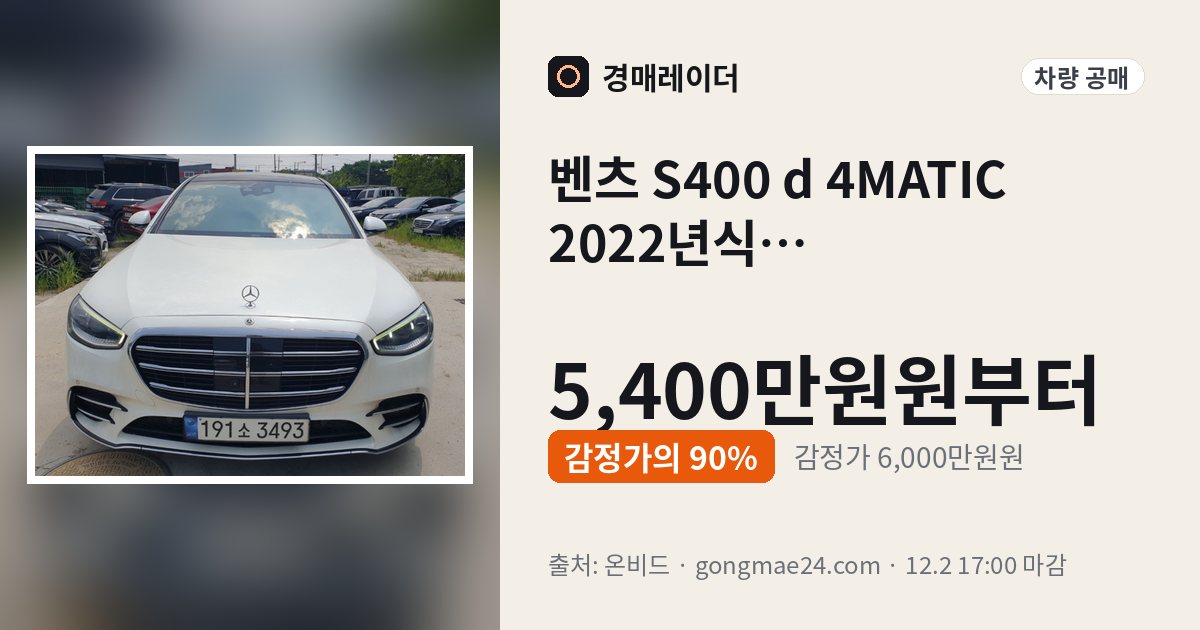 경매레이더
차량 공매
벤츠 S400 d 4MATIC
2022년식…
5,400만원원부터
감정가의 90%
감정가 6,000만원원
출처: 온비드 · gongmae24.com · 12.2 17:00 마감
191소 3493